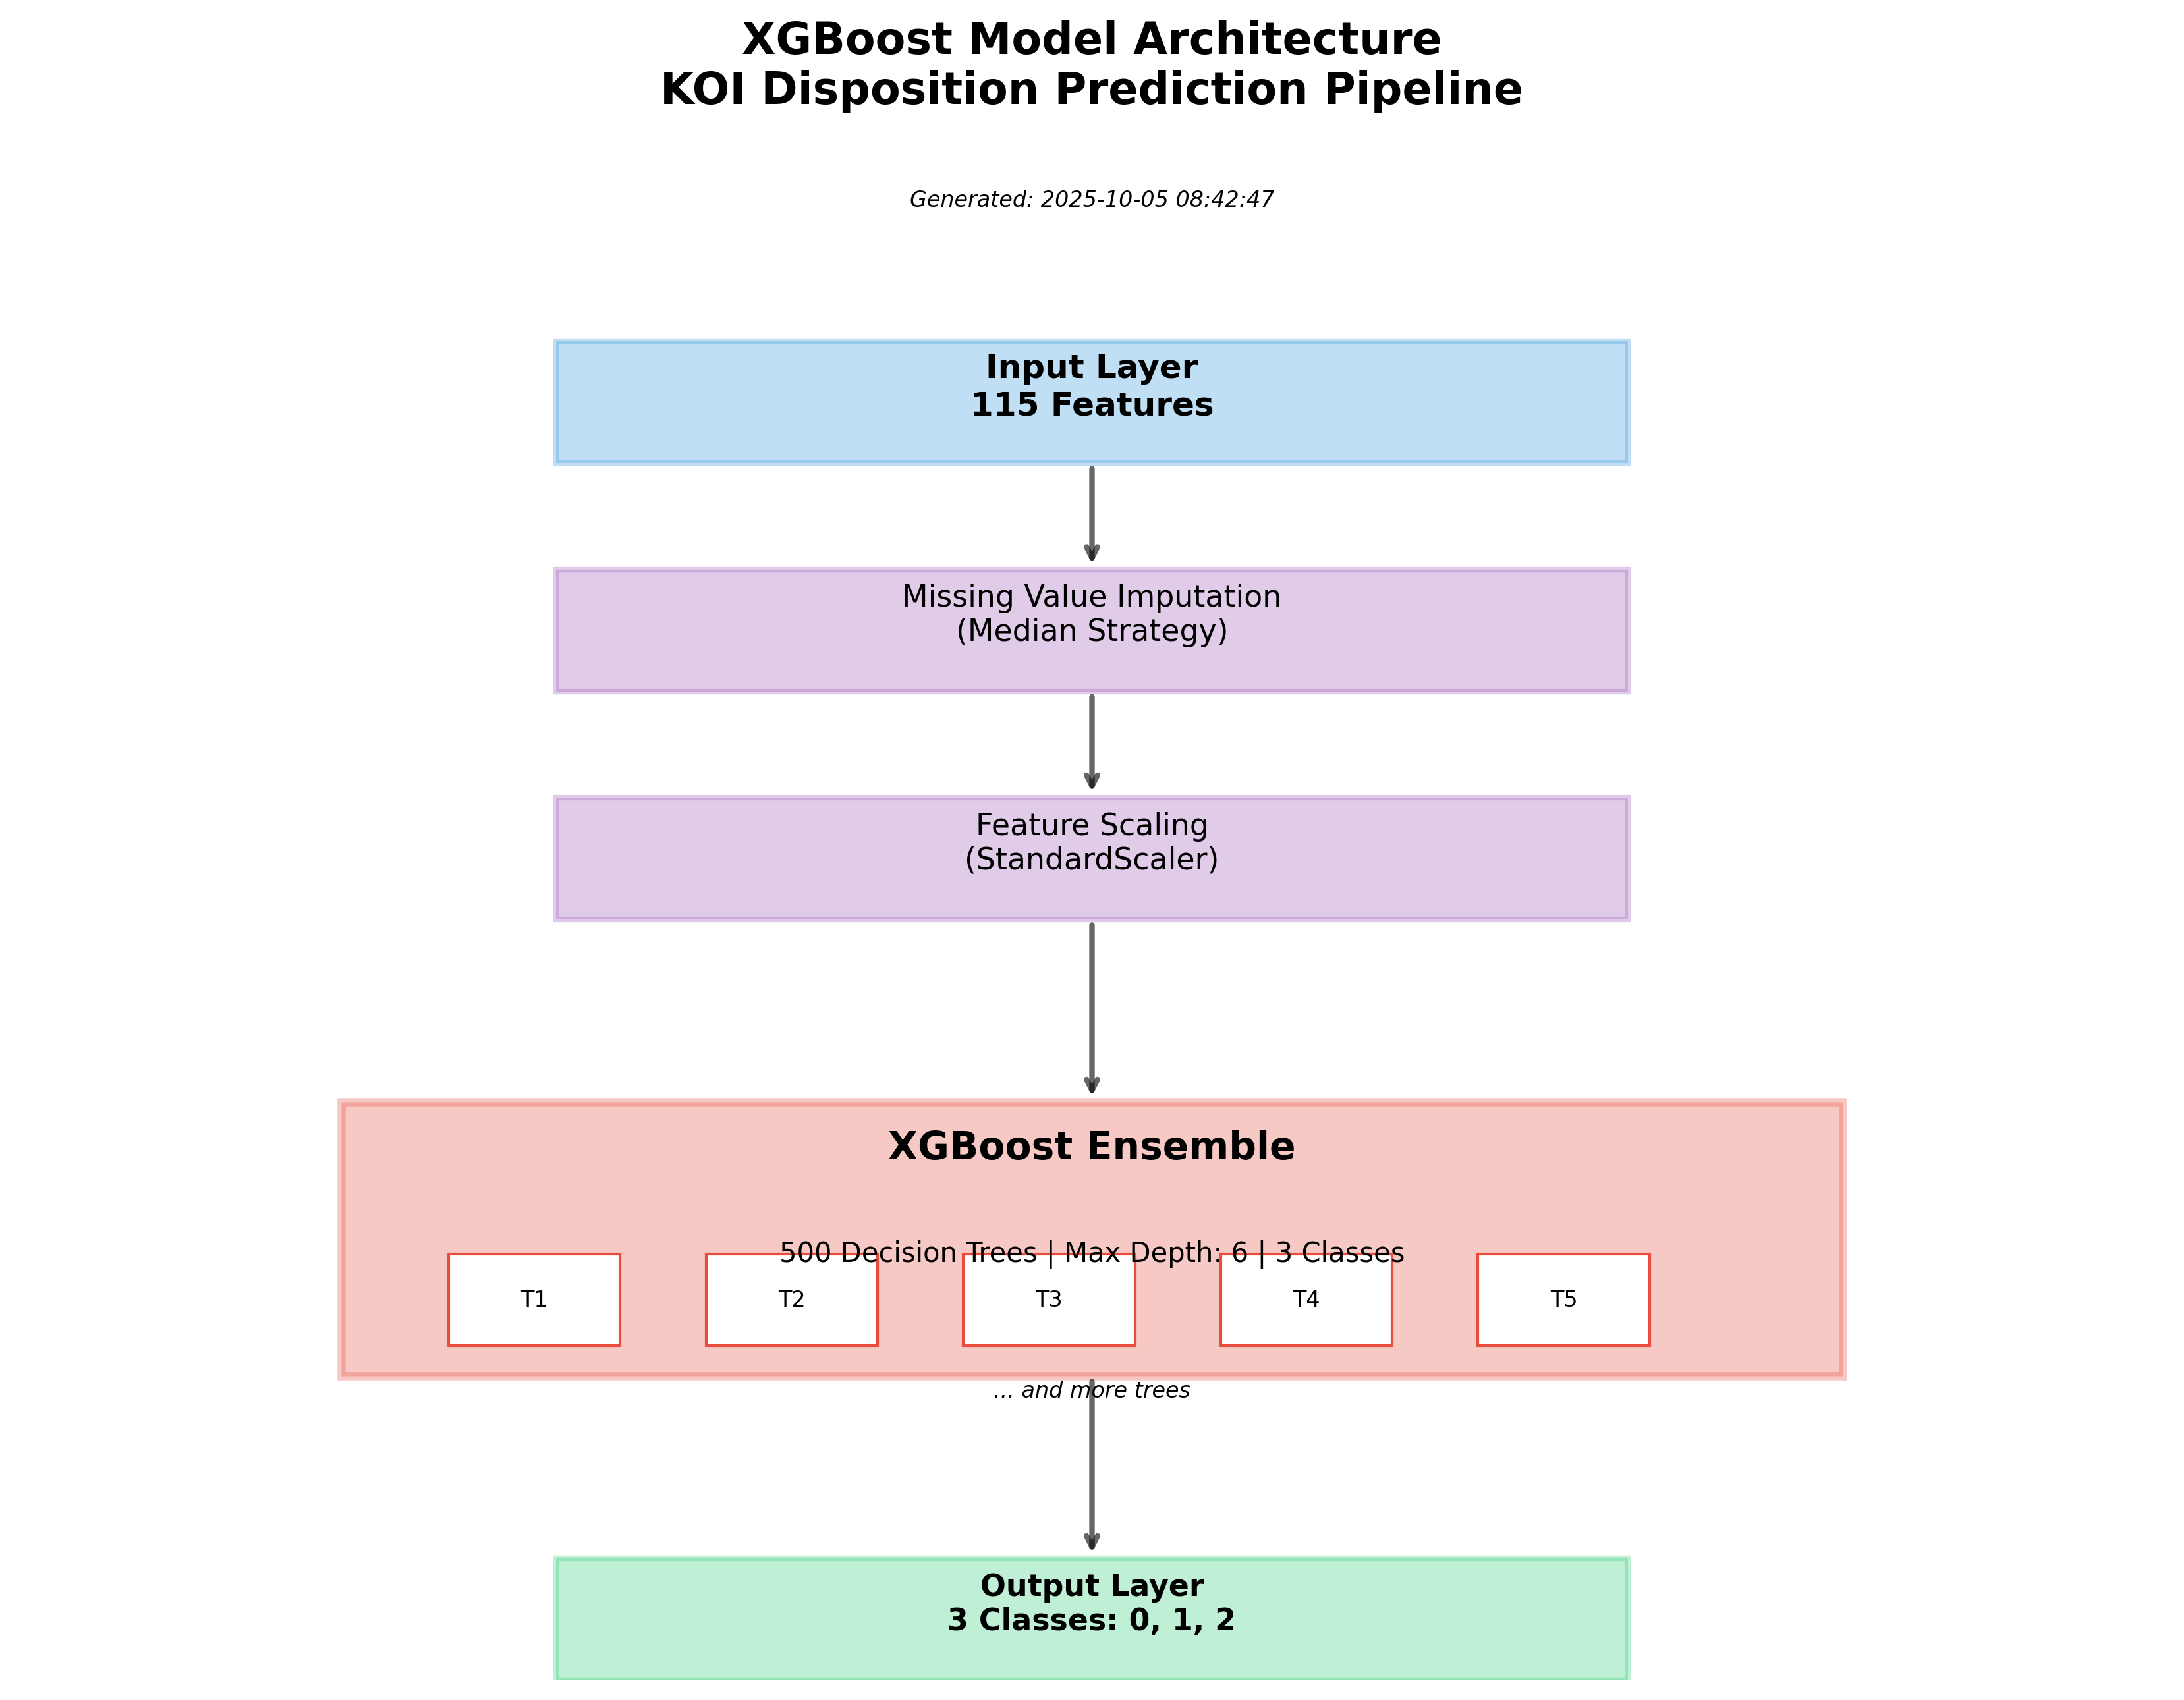 XGBoost Model Architecture
KOI Disposition Prediction Pipeline
Generated: 2025-10-05 08:42:47
Input Layer
115 Features
Missing Value Imputation
(Median Strategy)
Feature Scaling
(StandardScaler)
XGBoost Ensemble
500 Decision Trees | Max Depth: 6 | 3 Classes
T1
T2
T3
T4
T5
... and more trees
Output Layer
3 Classes: 0, 1, 2